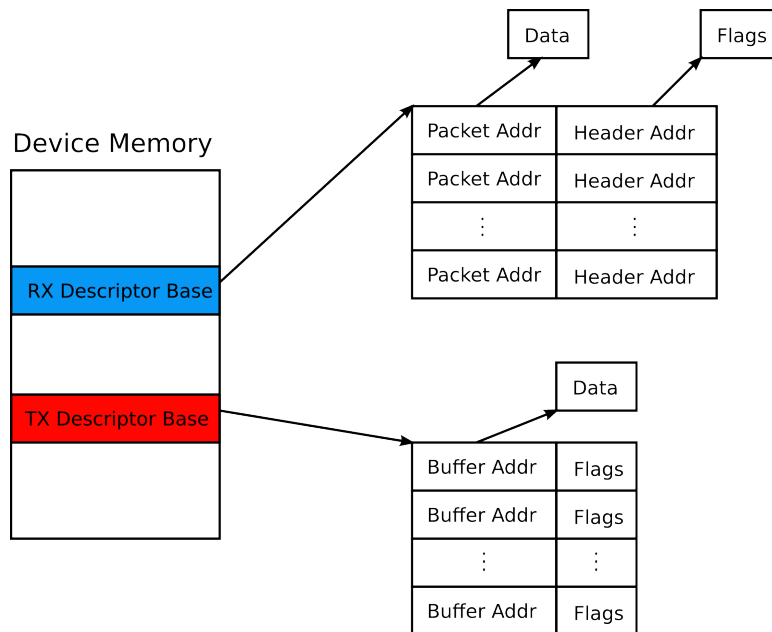 Data
Flags
Device Memory
Packet Addr Header Addr
Packet Addr Header Addr
⋮ ⋮
Packet Addr Header Addr
RX Descriptor Base
TX Descriptor Base
Data
Buffer Addr Flags
Buffer Addr Flags
⋮ ⋮
Buffer Addr Flags